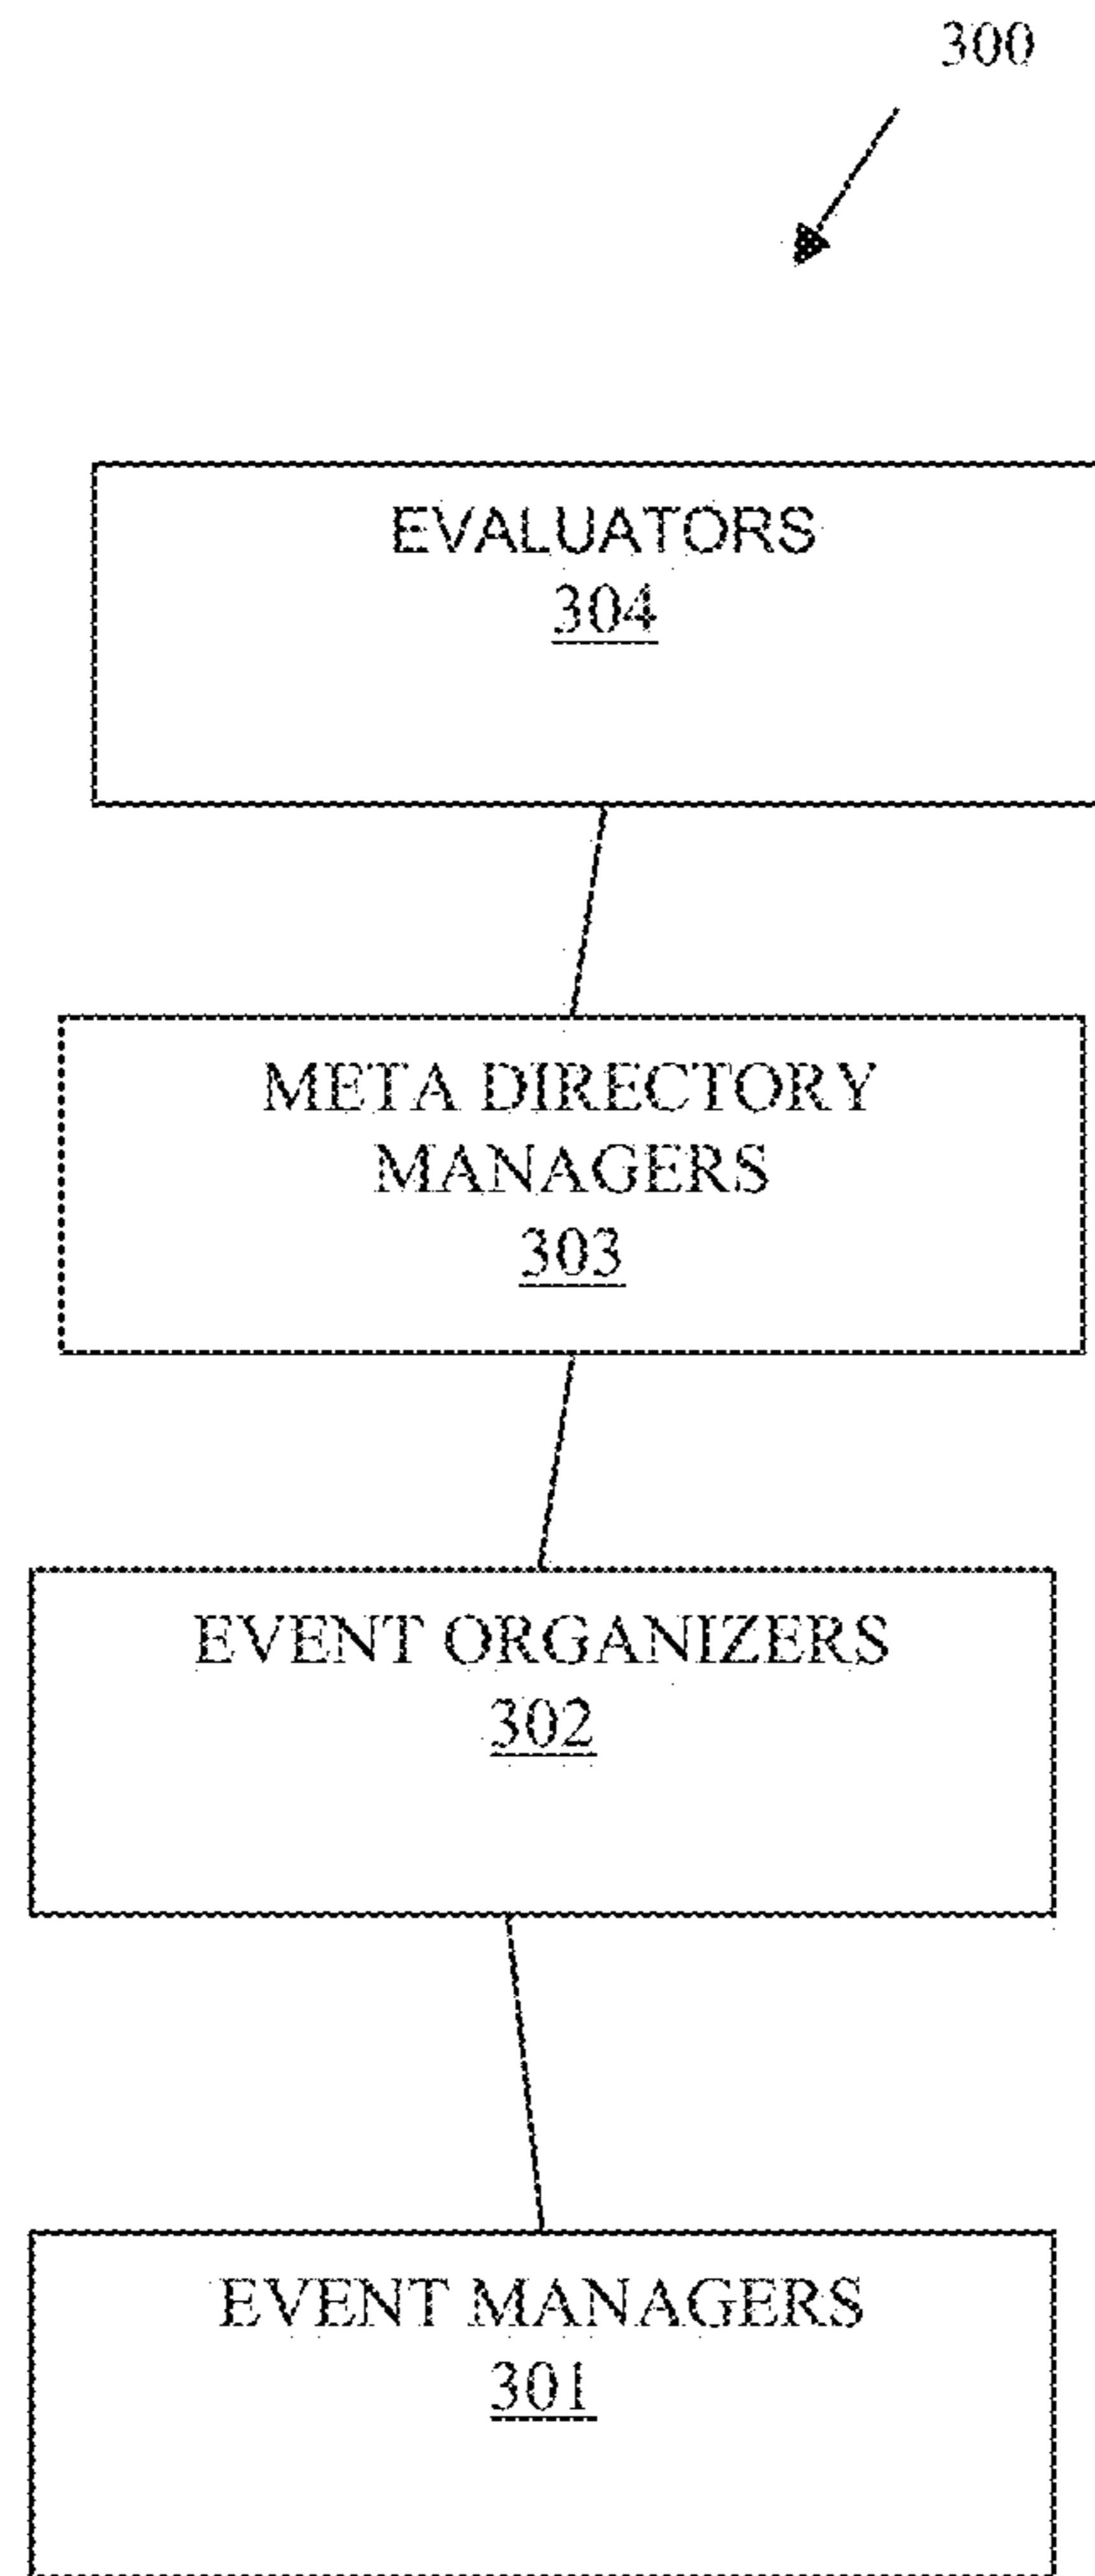 300
EVALUATORS
304
META DIRECTORY
MANAGERS
303
EVENT ORGANIZERS
302
EVENT MANAGERS
301